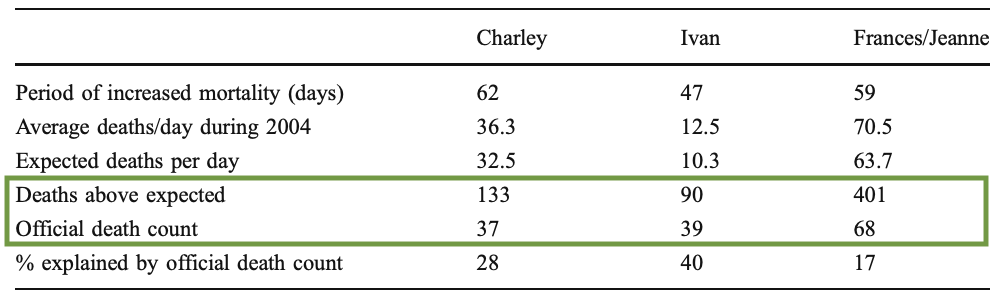 Charley Ivan Frances/Jeanne
Period of increased mortality (days) 62 47 59
Average deaths/day during 2004 36.3 12.5 70.5
Expected deaths per day 32.5 10.3 63.7
Deaths above expected 133 90 401
Official death count 37 39 68
% explained by official death count 28 40 17